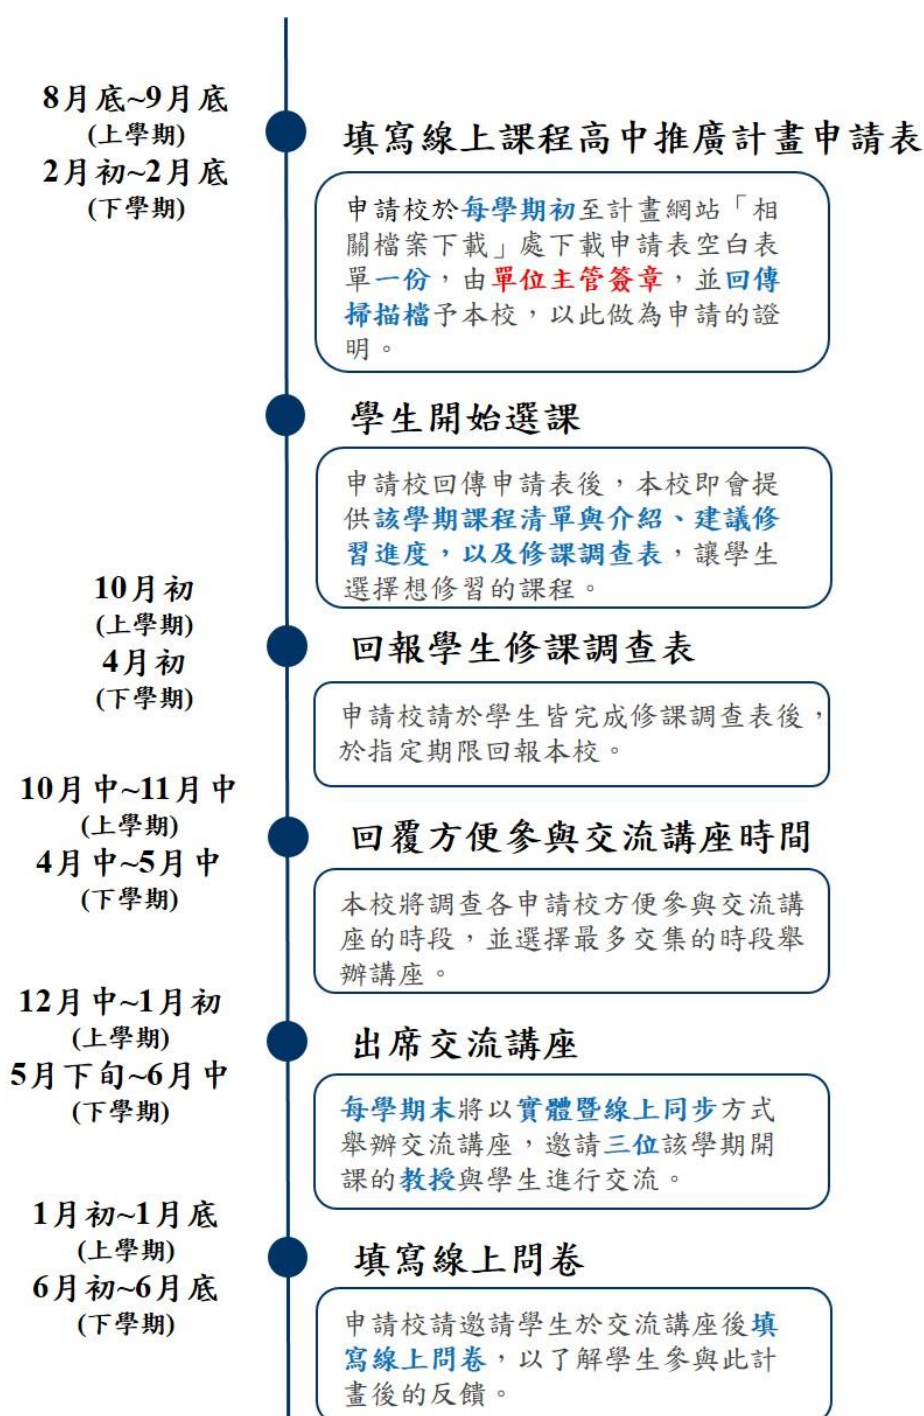 8月底~9月底
(上學期)
2月初~2月底
(下學期)
填寫線上課程高中推廣計畫申請表
申請校於每學期初至計畫網站「相
關檔案下載」處下載申請表空白表
單一份，由單位主管簽章，並回傳
掃描檔予本校，以此做為申請的證
明。
學生開始選課
申請校回傳申請表後，本校即會提
供該學期課程清單與介紹、建議修
習進度，以及修課調查表，讓學生
選擇想修習的課程。
10月初
(上學期)
4月初
(下學期)
回報學生修課調查表
申請校請於學生皆完成修課調查表後，
於指定期限回報本校。
10月中~11月中
(上學期)
4月中~5月中
(下學期)
回覆方便參與交流講座時間
本校將調查各申請校方便參與交流講
座的時段，並選擇最多交集的時段舉
辦講座。
12月中~1月初
(上學期)
5月下旬~6月中
(下學期)
出席交流講座
每學期末將以實體暨線上同步方式
舉辦交流講座，邀請三位該學期開
課的教授與學生進行交流。
1月初~1月底
(上學期)
6月初~6月底
(下學期)
填寫線上問卷
申請校請邀請學生於交流講座後填
寫線上問卷，以了解學生參與此計
畫後的反饋。